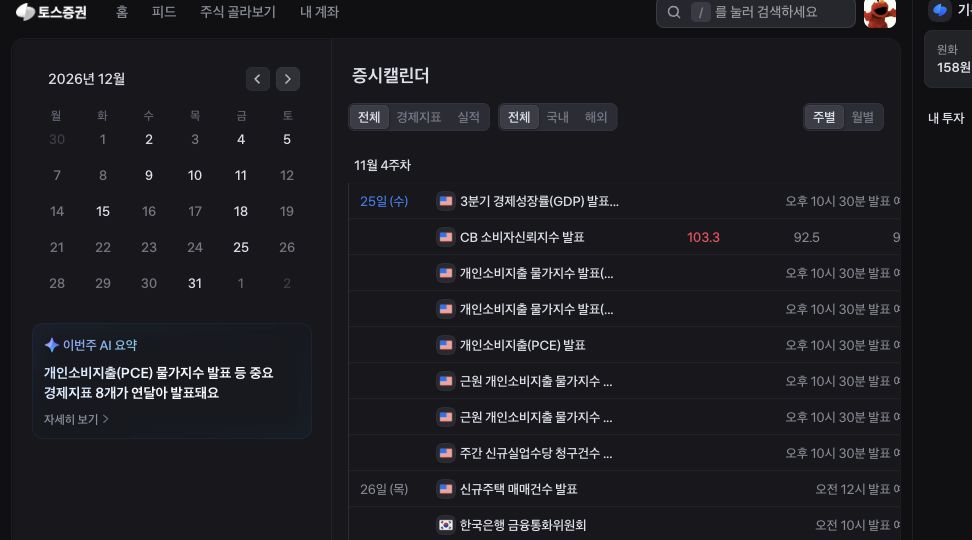 토스증권
홈 피드 주식 골라보기 내 계좌
/ 를 눌러 검색하세요
2026년 12월
월 화 수 목 금 토
30 1 2 3 4 5
7 8 9 10 11 12
14 15 16 17 18 19
21 22 23 24 25 26
28 29 30 31 1 2
이번주 AI 요약
개인소비지출(PCE) 물가지수 발표 등 중요
경제지표 8개가 연달아 발표돼요
자세히 보기
증시캘린더
전체 경제지표 실적 전체 국내 해외 주별 월별
11월 4주차
25일 (수) 3분기 경제성장률(GDP) 발표... 오후 10시 30분 발표
CB 소비자신뢰지수 발표 103.3 92.5
개인소비지출 물가지수 발표(... 오후 10시 30분 발표
개인소비지출 물가지수 발표(... 오후 10시 30분 발표
개인소비지출(PCE) 발표 오후 10시 30분 발표
근원 개인소비지출 물가지수 ... 오후 10시 30분 발표
근원 개인소비지출 물가지수 ... 오후 10시 30분 발표
주간 신규실업수당 청구건수 ... 오후 10시 30분 발표
26일 (목) 신규주택 매매건수 발표 오전 12시 발표
한국은행 금융통화위원회 오전 10시 발표
원화
158원
내 투자